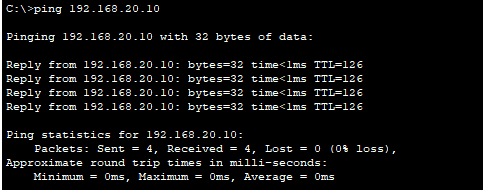 C:\>ping 192.168.20.10
Pinging 192.168.20.10 with 32 bytes of data:
Reply from 192.168.20.10: bytes=32 time<1ms TTL=126
Reply from 192.168.20.10: bytes=32 time<1ms TTL=126
Reply from 192.168.20.10: bytes=32 time<1ms TTL=126
Reply from 192.168.20.10: bytes=32 time<1ms TTL=126
Ping statistics for 192.168.20.10:
    Packets: Sent = 4, Received = 4, Lost = 0 (0% loss),
Approximate round trip times in milli-seconds:
    Minimum = 0ms, Maximum = 0ms, Average = 0ms